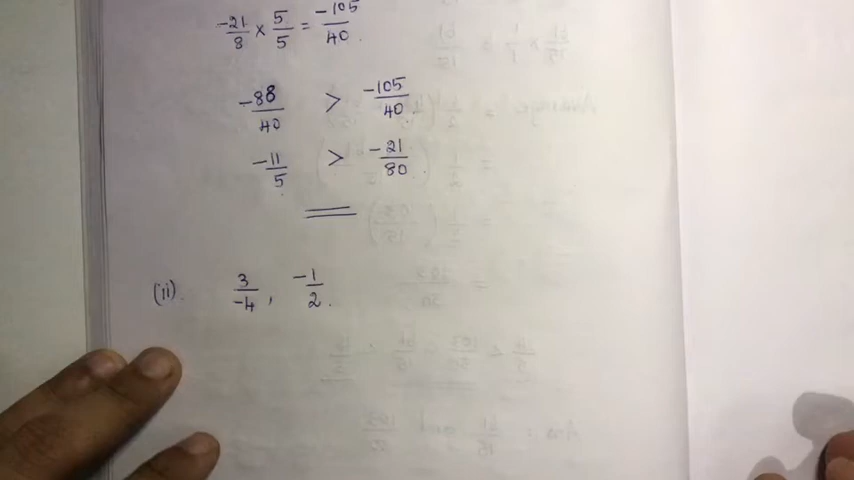 -21/8 × 5/5 = -105/40.
-88/40 > -105/40.
-11/5 > -21/80.
(ii). 3/-4, -1/2.